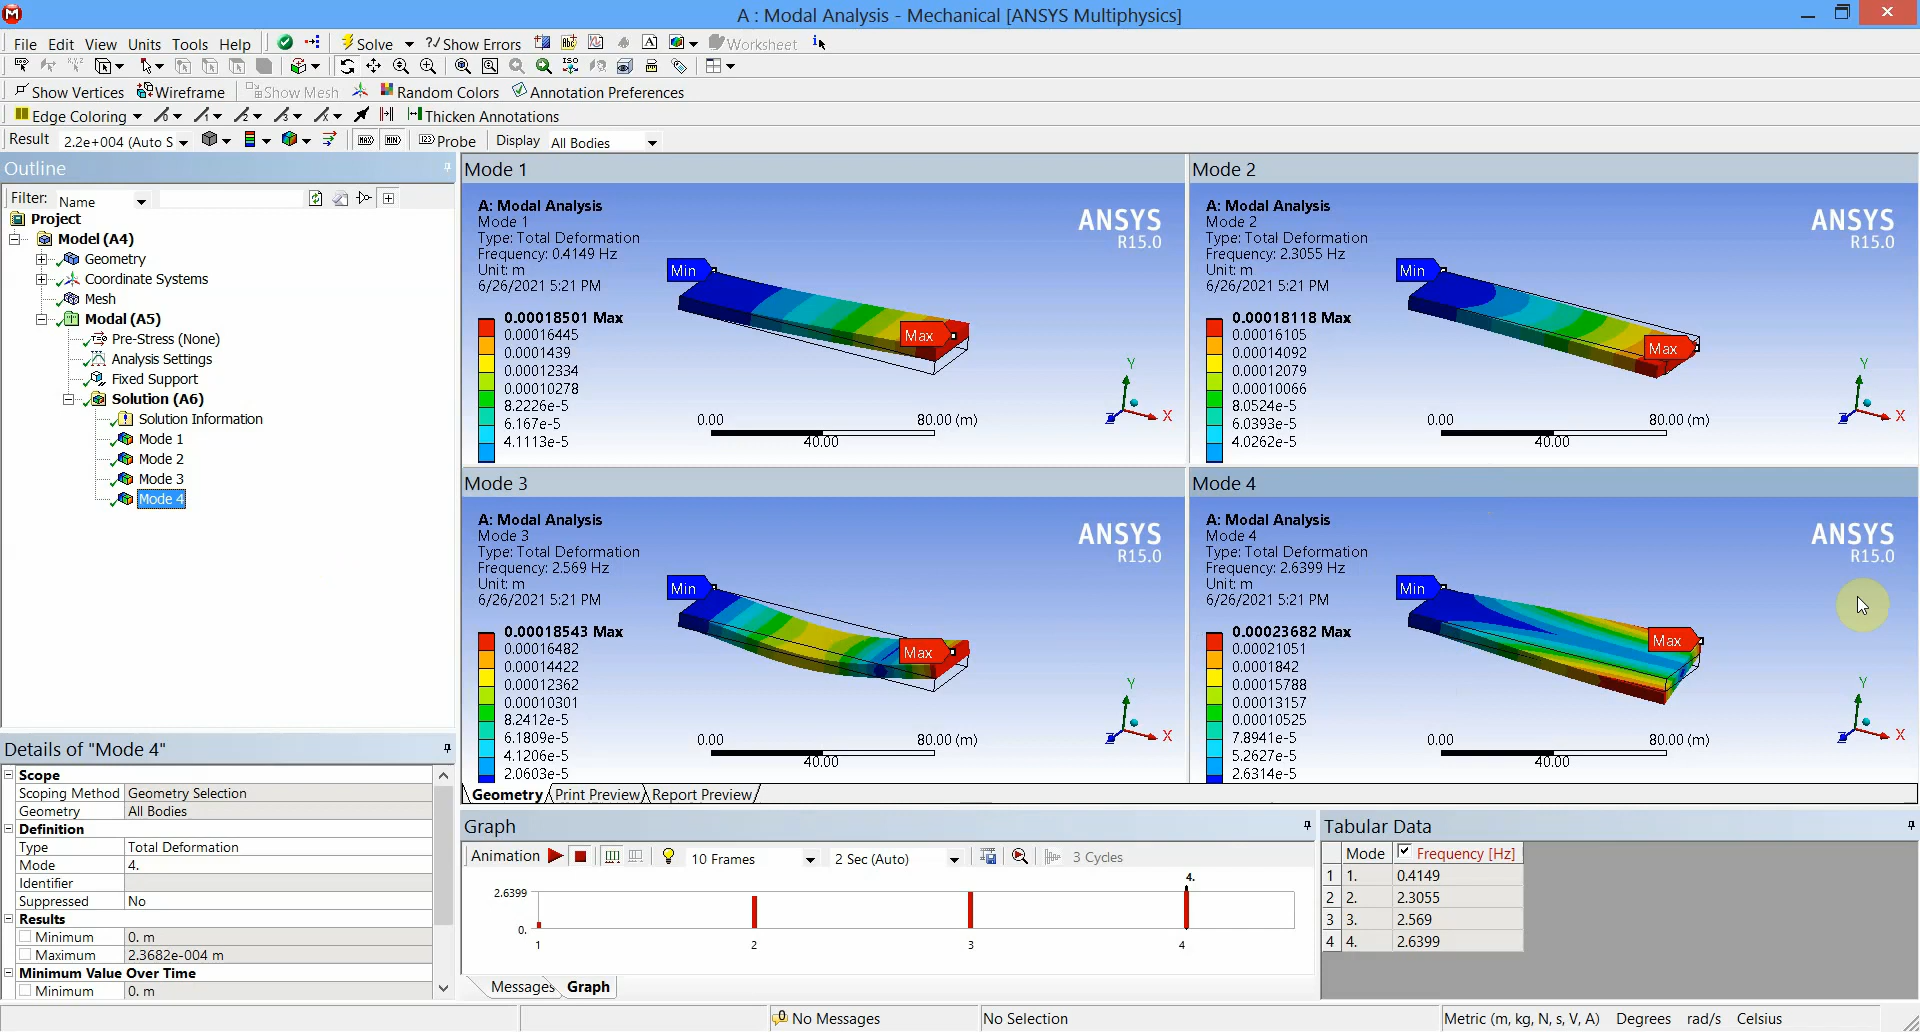 A : Modal Analysis - Mechanical [ANSYS Multiphysics]
File Edit View Units Tools Help Solve Show Errors Worksheet
Show Vertices Wireframe Show Mesh Random Colors Annotation Preferences
Edge Coloring Thicken Annotations
Result 2.2e+004 (Auto S Probe Display All Bodies
Outline
Filter: Name
Project
Model (A4)
Geometry
Coordinate Systems
Mesh
Modal (A5)
Pre-Stress (None)
Analysis Settings
Fixed Support
Solution (A6)
Solution Information
Mode 1
Mode 2
Mode 3
Mode 4
Details of "Mode 4"
Scope
Scoping Method Geometry Selection
Geometry All Bodies
Definition
Type Total Deformation
Mode 4.
Identifier
Suppressed No
Results
Minimum 0. m
Maximum 2.3682e-004 m
Minimum Value Over Time
Minimum 0. m
Mode 1
A: Modal Analysis
Mode 1
Type: Total Deformation
Frequency: 0.4149 Hz
Unit: m
6/26/2021 5:21 PM
ANSYS
R15.0
Min
Max
0.00018501 Max
0.00016445
0.0001439
0.00012334
0.00010278
8.2226e-5
6.167e-5
4.1113e-5
0.00 80.00 (m)
40.00
Y
X
Z
Mode 2
A: Modal Analysis
Mode 2
Type: Total Deformation
Frequency: 2.3055 Hz
Unit: m
6/26/2021 5:21 PM
ANSYS
R15.0
Min
Max
0.00018118 Max
0.00016105
0.00014092
0.00012079
0.00010066
8.0524e-5
6.0393e-5
4.0262e-5
0.00 80.00 (m)
40.00
Y
X
Z
Mode 3
A: Modal Analysis
Mode 3
Type: Total Deformation
Frequency: 2.569 Hz
Unit: m
6/26/2021 5:21 PM
ANSYS
R15.0
Min
Max
0.00018543 Max
0.00016482
0.00014422
0.00012362
0.00010301
8.2412e-5
6.1809e-5
4.1206e-5
2.0603e-5
0.00 80.00 (m)
40.00
Y
X
Z
Mode 4
A: Modal Analysis
Mode 4
Type: Total Deformation
Frequency: 2.6399 Hz
Unit: m
6/26/2021 5:21 PM
ANSYS
R15.0
Min
Max
0.00023682 Max
0.00021051
0.0001842
0.00015788
0.00013157
0.00010525
7.8941e-5
5.2627e-5
2.6314e-5
0.00 80.00 (m)
40.00
Y
X
Z
Geometry Print Preview Report Preview
Graph
Animation 10 Frames 2 Sec (Auto) 3 Cycles
4.
2.6399
0.
1 2 3 4
Messages Graph
Tabular Data
Mode Frequency [Hz]
1 1. 0.4149
2 2. 2.3055
3 3. 2.569
4 4. 2.6399
No Messages No Selection Metric (m, kg, N, s, V, A) Degrees rad/s Celsius